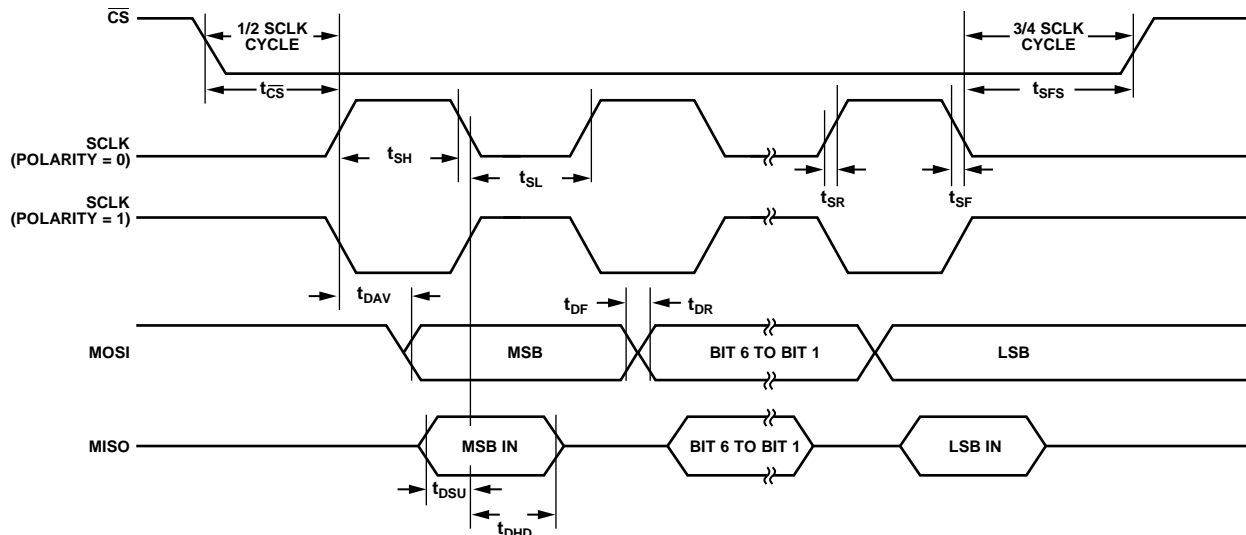 CS
1/2 SCLK
CYCLE
3/4 SCLK
CYCLE
tCS
tSFS
SCLK
(POLARITY = 0)
tSH
tSL
tSR
tSF
SCLK
(POLARITY = 1)
tDAV
tDF
tDR
MOSI
MSB
BIT 6 TO BIT 1
LSB
MISO
MSB IN
BIT 6 TO BIT 1
LSB IN
tDSU
tDHD